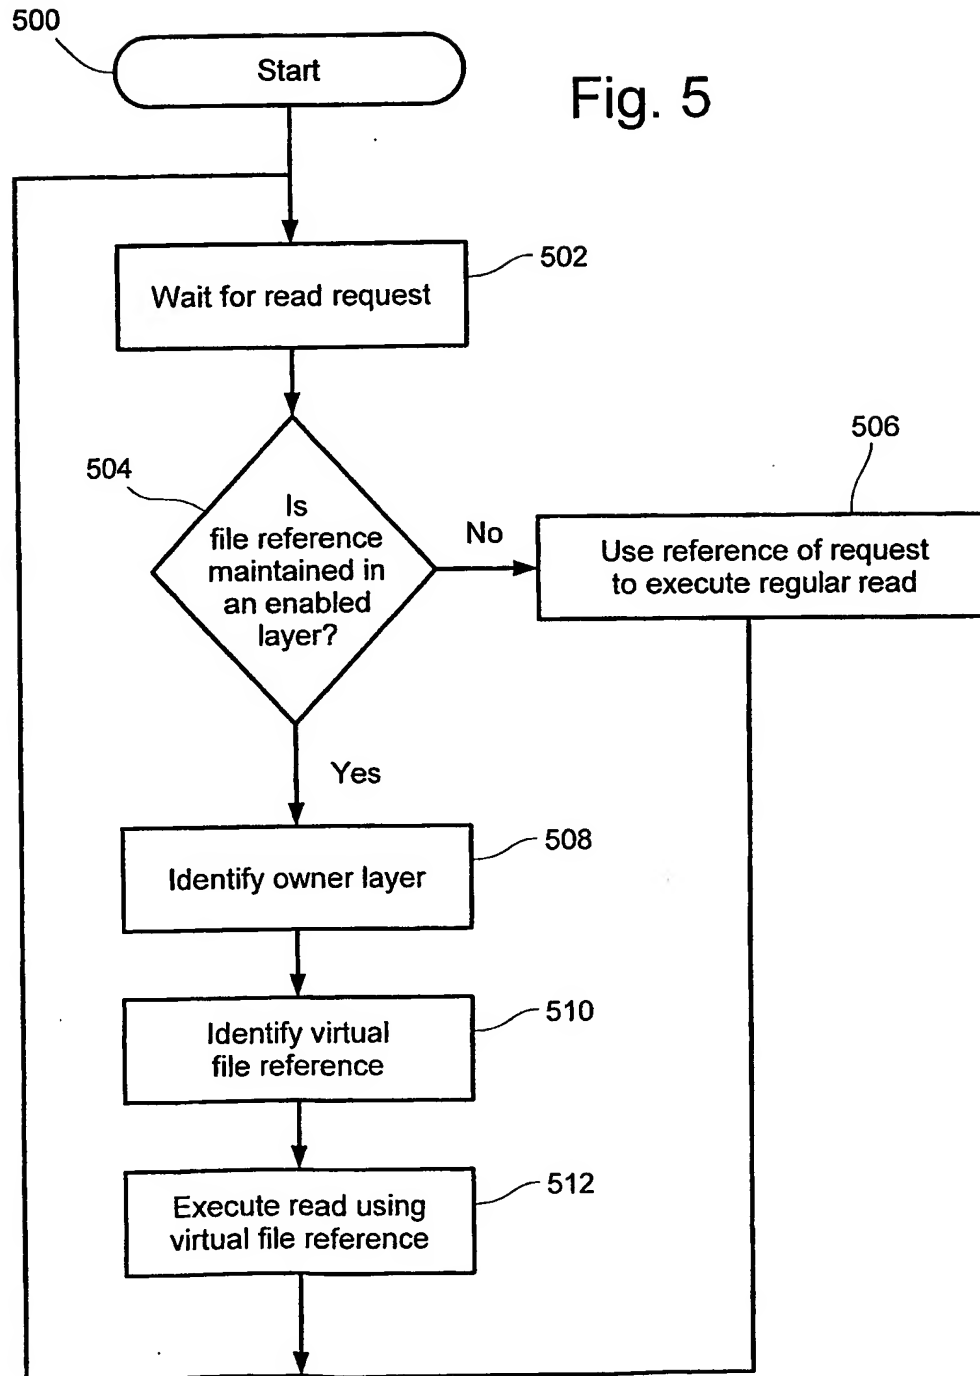 500
Start
Fig. 5
502
Wait for read request
504
Is
file reference
maintained in
an enabled
layer?
No
506
Use reference of request
to execute regular read
Yes
508
Identify owner layer
510
Identify virtual
file reference
512
Execute read using
virtual file reference